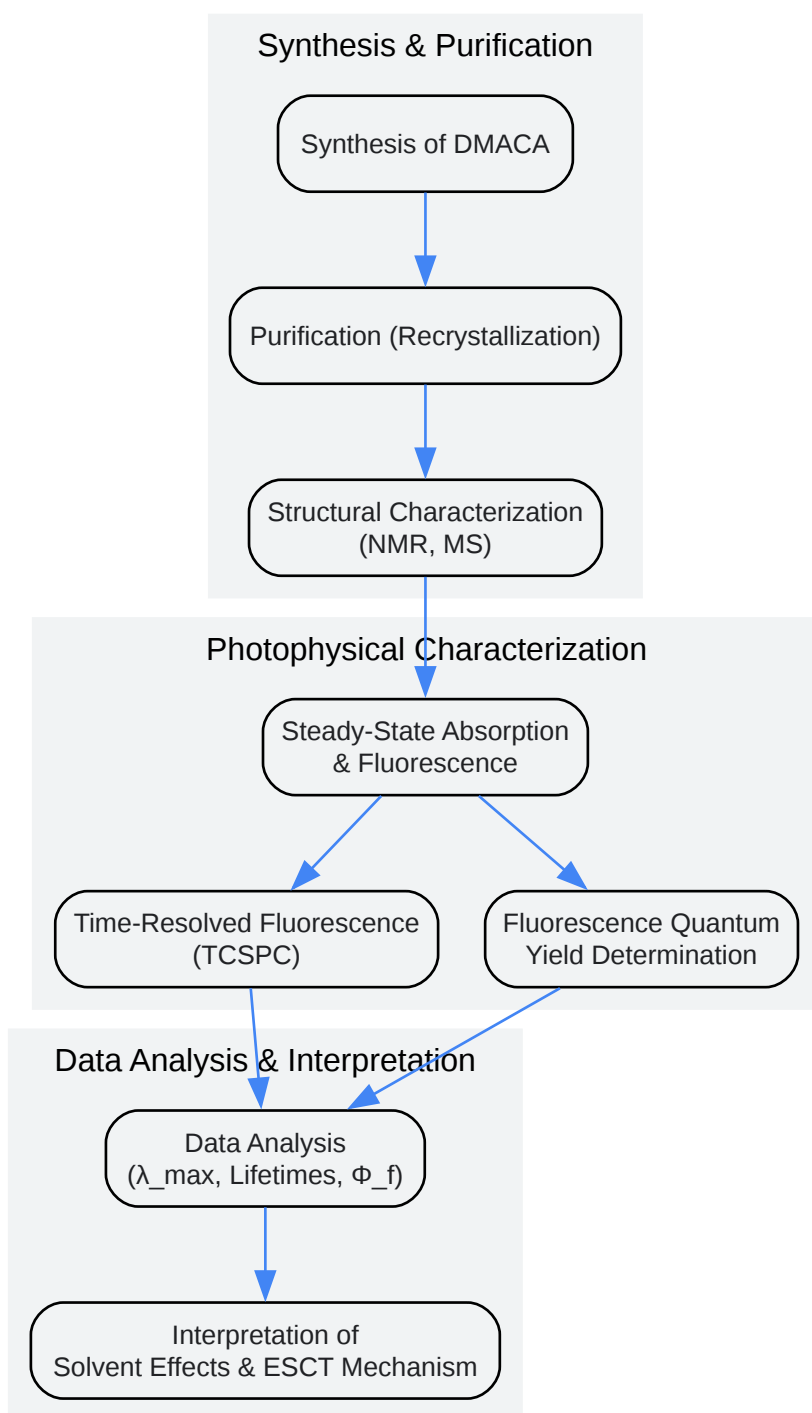 Synthesis & Purification
Synthesis of DMACA
Purification (Recrystallization)
Structural Characterization
(NMR, MS)
Photophysical Characterization
Steady-State Absorption
& Fluorescence
Time-Resolved Fluorescence
(TCSPC)
Fluorescence Quantum
Yield Determination
Data Analysis & Interpretation
Data Analysis
(λ_max, Lifetimes, Φ_f)
Interpretation of
Solvent Effects & ESCT Mechanism